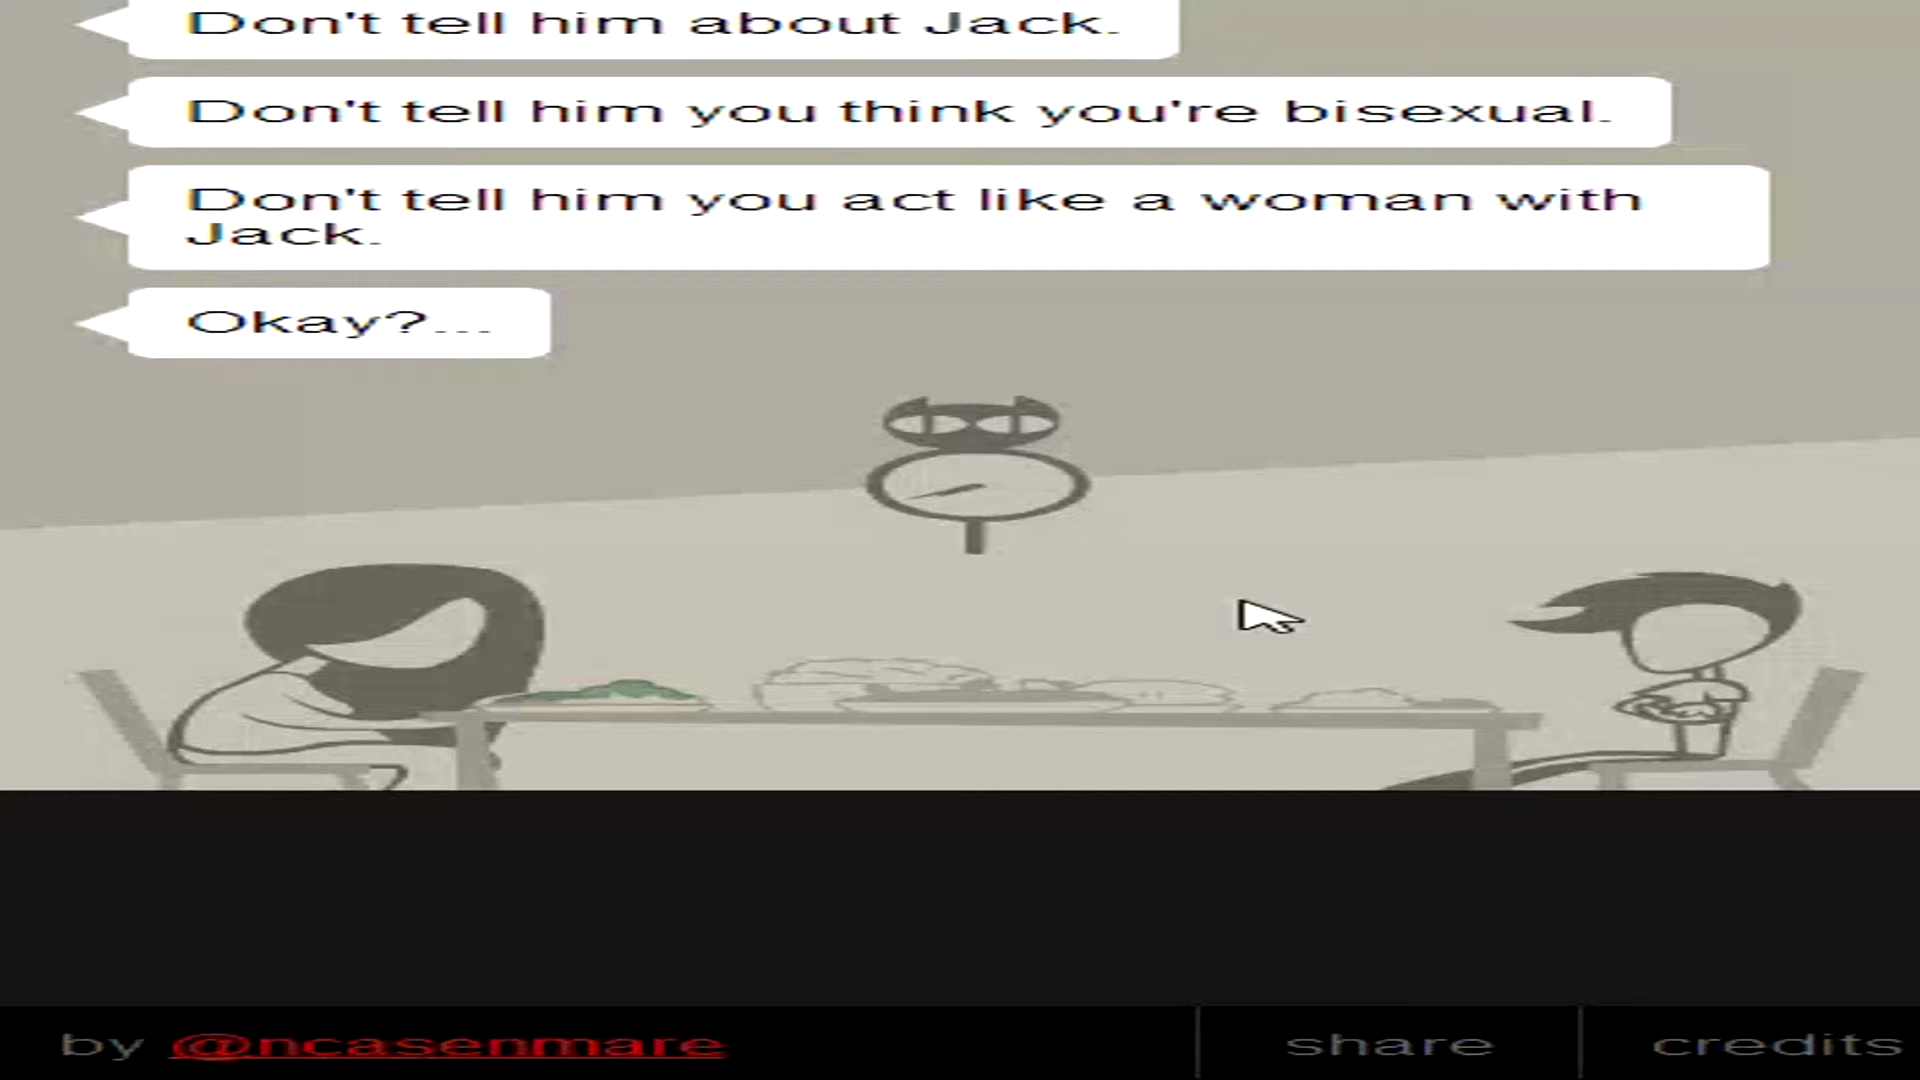 Don't tell him about Jack.
Don't tell him you think you're bisexual.
Don't tell him you act like a woman with
Jack.
Okay?...
by @ncasenmare
share
credits